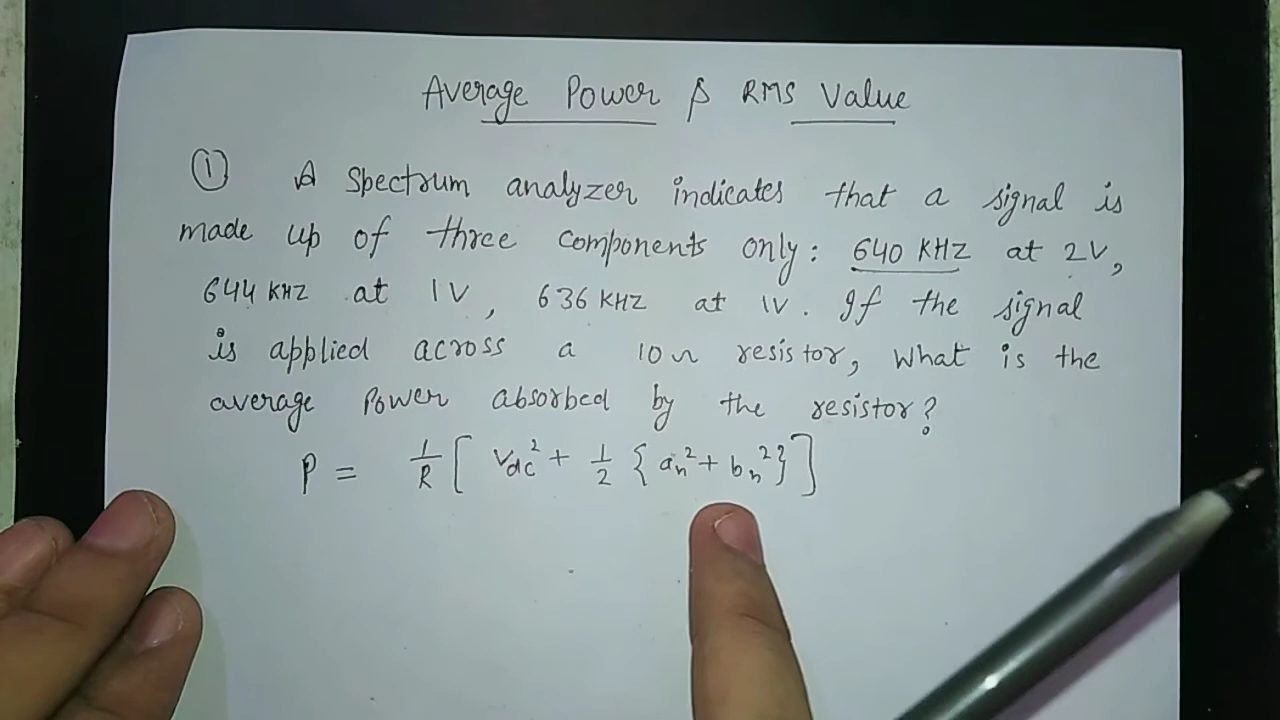 Average Power & RMS Value
① A Spectrum analyzer indicates that a signal is
made up of three components only: 640 KHZ at 2V,
644 KHZ at 1V, 636 KHZ at 1V. If the signal
is applied across a 10Ω resistor, What is the
average Power absorbed by the resistor?
P = 1/R [ Vdc² + 1/2 { aₙ² + bₙ² } ]